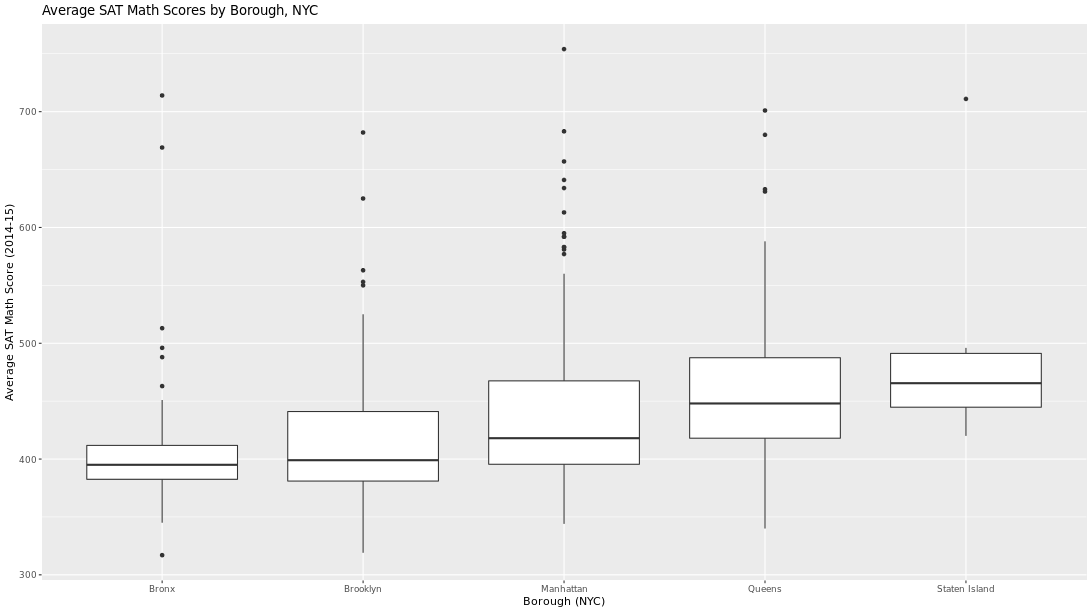 Average SAT Math Scores by Borough, NYC
Average SAT Math Score (2014-15)
700
600
500
400
300
Bronx Brooklyn Manhattan Queens Staten Island
Borough (NYC)